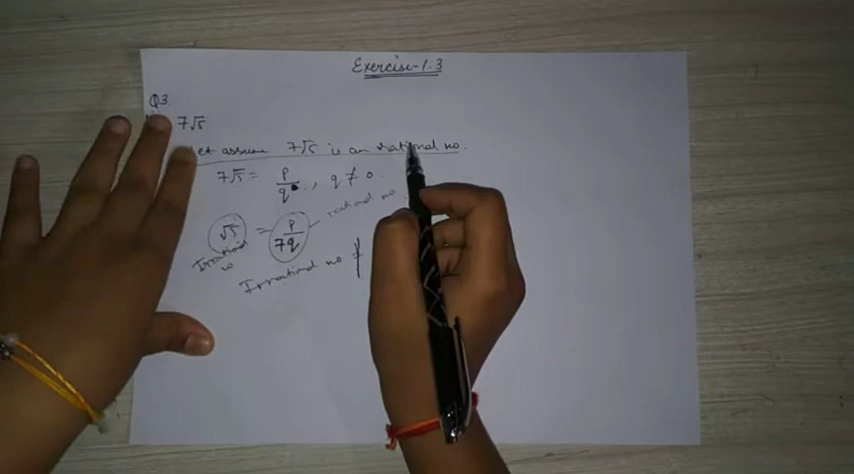 Exercise-1.3
Q3
7√5
Let assume 7√5 is an rational no.
7√5 = p/q , q ≠ 0.
√5 = p/7q - rational no
Irrational no
Irrational no ≠